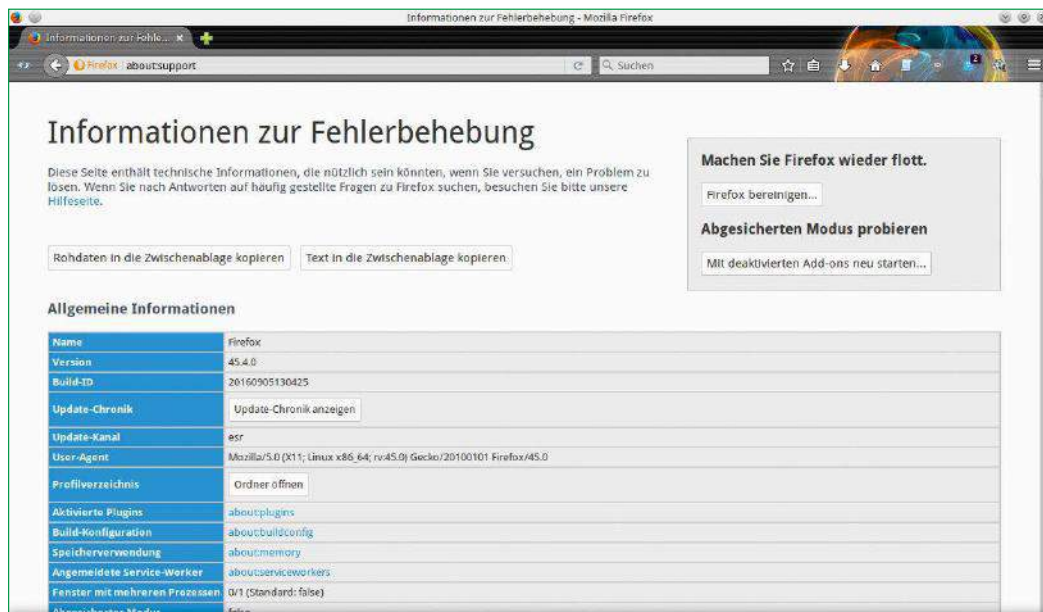 Informationen zur Fehlerbehebung - Mozilla Firefox
Informationen zur Fehle...
Firefox about:support
Suchen
2
Informationen zur Fehlerbehebung
Diese Seite enthält technische Informationen, die nützlich sein könnten, wenn Sie versuchen, ein Problem zu
lösen. Wenn Sie nach Antworten auf häufig gestellte Fragen zu Firefox suchen, besuchen Sie bitte unsere
Hilfeseite.
Machen Sie Firefox wieder flott.
Firefox bereinigen...
Abgesicherten Modus probieren
Mit deaktivierten Add-ons neu starten...
Rohdaten in die Zwischenablage kopieren Text in die Zwischenablage kopieren
Allgemeine Informationen
Name Firefox
Version 45.4.0
Build-ID 20160905130425
Update-Chronik Update-Chronik anzeigen
Update-Kanal esr
User-Agent Mozilla/5.0 (X11; Linux x86_64; rv:45.0) Gecko/20100101 Firefox/45.0
Profilverzeichnis Ordner öffnen
Aktivierte Plugins about:plugins
Build-Konfiguration about:buildconfig
Speicherverwendung about:memory
Angemeldete Service-Worker about:serviceworkers
Fenster mit mehreren Prozessen 0/1 (Standard: false)
Abgesicherter Modus false